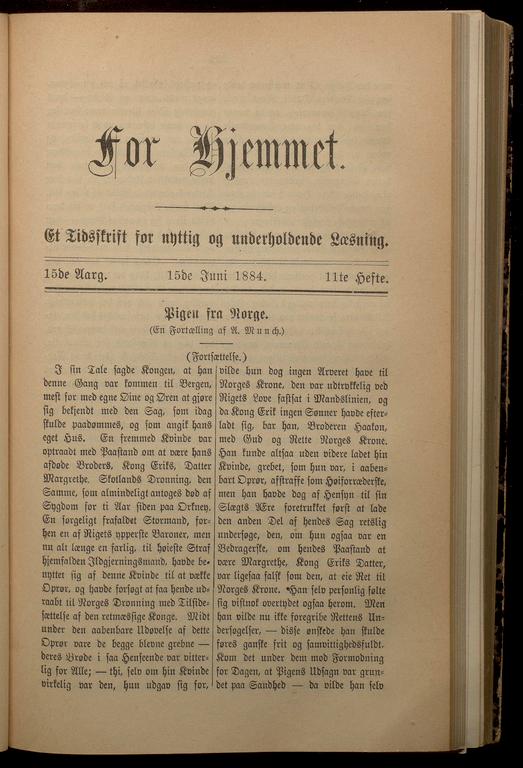 For Hjemmet.
Et Tidsskrift for nyttig og underholdende Læsning.
15de Aarg. 15de Juni 1884. 11te Hefte.
Pigen fra Norge.
(En Fortælling af A. Munch.)
(Fortsættelse.)
I sin Tale sagde Kongen, at han
denne Gang var kommen til Bergen,
mest for med egne Øine og Øren at gjøre
sig bekjendt med den Sag, som idag
skulde paadømmes, og som angik hans
eget Hus. En fremmed Kvinde var
optraadt med Paastand om at være hans
afdøde Broders, Kong Eriks, Datter
Margrethe, Skotlands Dronning, den
Samme, som almindeligt antoges død af
Sygdom for ti Aar siden paa Orkney.
En sørgeligt frafaldet Stormand, for-
hen en af Rigets ypperste Baroner, men
nu alt længe en farlig, til høieste Straf
hjemfalden Ildgjerningsmand, havde be-
nyttet sig af denne Kvinde til at vække
Oprør, og havde forsøgt at faa hende ud-
raabt til Norges Dronning med Tilside-
sættelse af den retmæssige Konge. Midt
under den aabenbare Udøvelse af dette
Oprør vare de begge blevne grebne —
deres Brøde i saa Henseende var vitter-
lig for Alle; — thi, selv om hin Kvinde
virkelig var den, hun udgav sig for,
vilde hun dog ingen Arveret have til
Norges Krone, den var udtrykkelig ved
Rigets Love fastsat i Mandslinien, og
da Kong Erik ingen Sønner havde efter-
ladt sig, bar han, Broderen Haakon,
med Gud og Rette Norges Krone.
Han kunde altsaa uden videre ladet hin
Kvinde, grebet, som hun var, i aaben-
bart Oprør, afstraffe som Høiforræderske,
men han havde dog af Hensyn til sin
Slægts Ære foretrukket først at lade
den anden Del af hendes Sag retslig
undersøge, den, om hun ogsaa var en
Bedragerske, om hendes Paastand at
være Margrethe, Kong Eriks Datter,
var ligesaa falsk som den, at eie Ret til
Norges Krone. Han selv personlig følte
sig vistnok overtydet ogsaa herom. Men
han vilde nu ikke foregribe Rettens Un-
dersøgelser, — disse ønskede han skulde
føres ganske frit og samvittighedsfuldt.
Kom det under dem mod Formodning
for Dagen, at Pigens Udsagn var grun-
det paa Sandhed — da vilde han selv